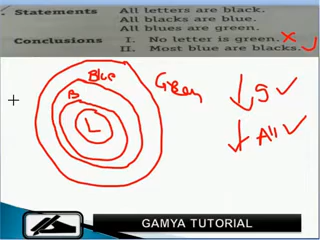 Statements All letters are black.
All blacks are blue.
All blues are green.
Conclusions I. No letter is green.
II. Most blue are blacks.
Blue
Green
B
L
g
All
GAMYA TUTORIAL